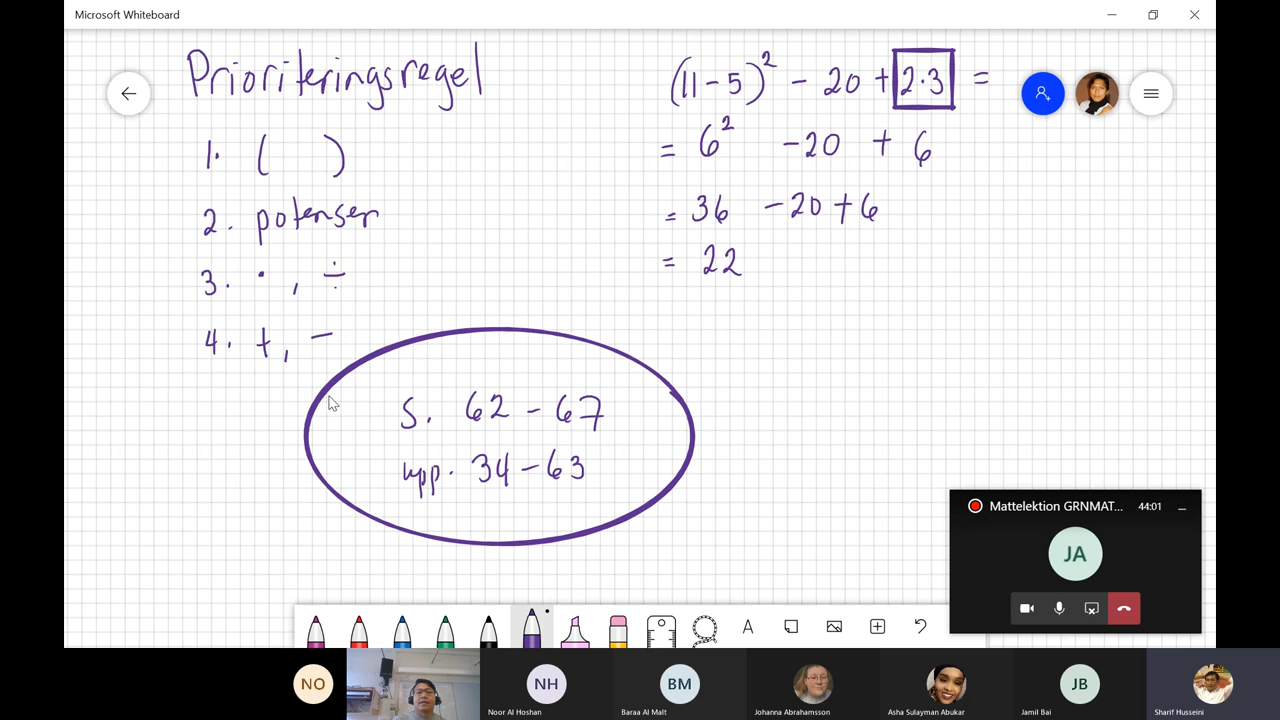 Microsoft Whiteboard
Prioriteringsregel
1. ( )
2. potenser
3. ·, ÷
4. +, −
(11 − 5)² − 20 + 2·3 =
= 6² − 20 + 6
= 36 − 20 + 6
= 22
S. 62 − 67
upp. 34 − 63
Mattelektion GRNMAT... 44:01
JA
A
NO
NH
Noor Al Hoshan
BM
Baraa Al Malt
Johanna Abrahamsson
Asha Sulayman Abukar
JB
Jamil Bai
Sharif Husseini